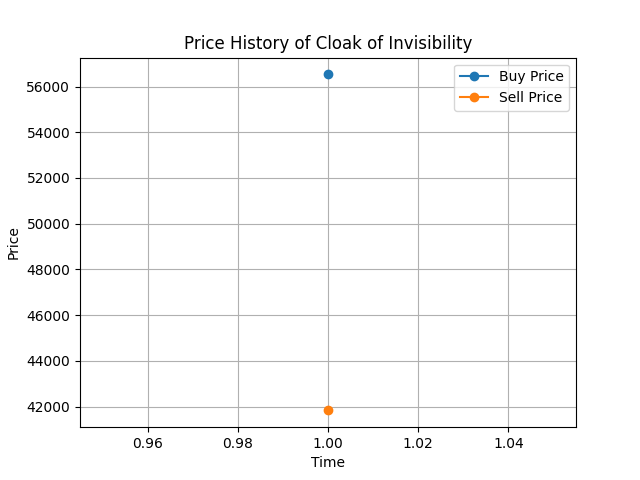 Price History of Cloak of Invisibility
Buy Price
Sell Price
56000
54000
52000
50000
48000
46000
44000
42000
Price
0.96 0.98 1.00 1.02 1.04
Time